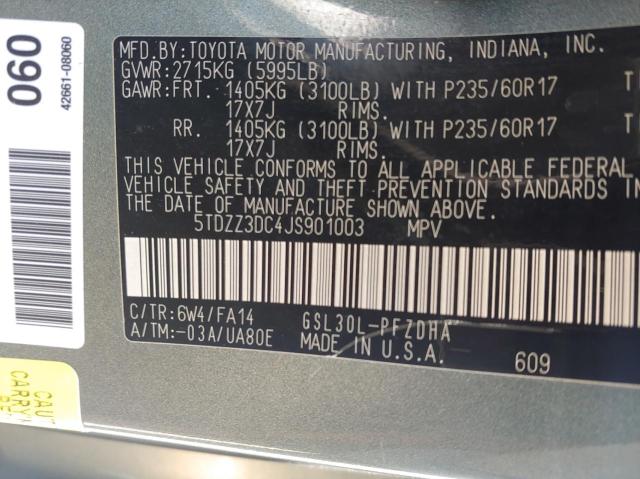 060
42661-08060
MFD.BY:TOYOTA MOTOR MANUFACTURING, INDIANA, INC.
GVWR:2715KG (5995LB)
GAWR:FRT. 1405KG (3100LB) WITH P235/60R17 T
17X7J RIMS.
RR. 1405KG (3100LB) WITH P235/60R17 T
17X7J RIMS.
THIS VEHICLE CONFORMS TO ALL APPLICABLE FEDERAL
VEHICLE SAFETY AND THEFT PREVENTION STANDARDS IN
THE DATE OF MANUFACTURE SHOWN ABOVE.
5TDZZ3DC4JS901003 MPV
C/TR:6W4/FA14 GSL30L-PFZDHA
A/TM:-03A/UA80E MADE IN U.S.A.
609
CAU
CARRY